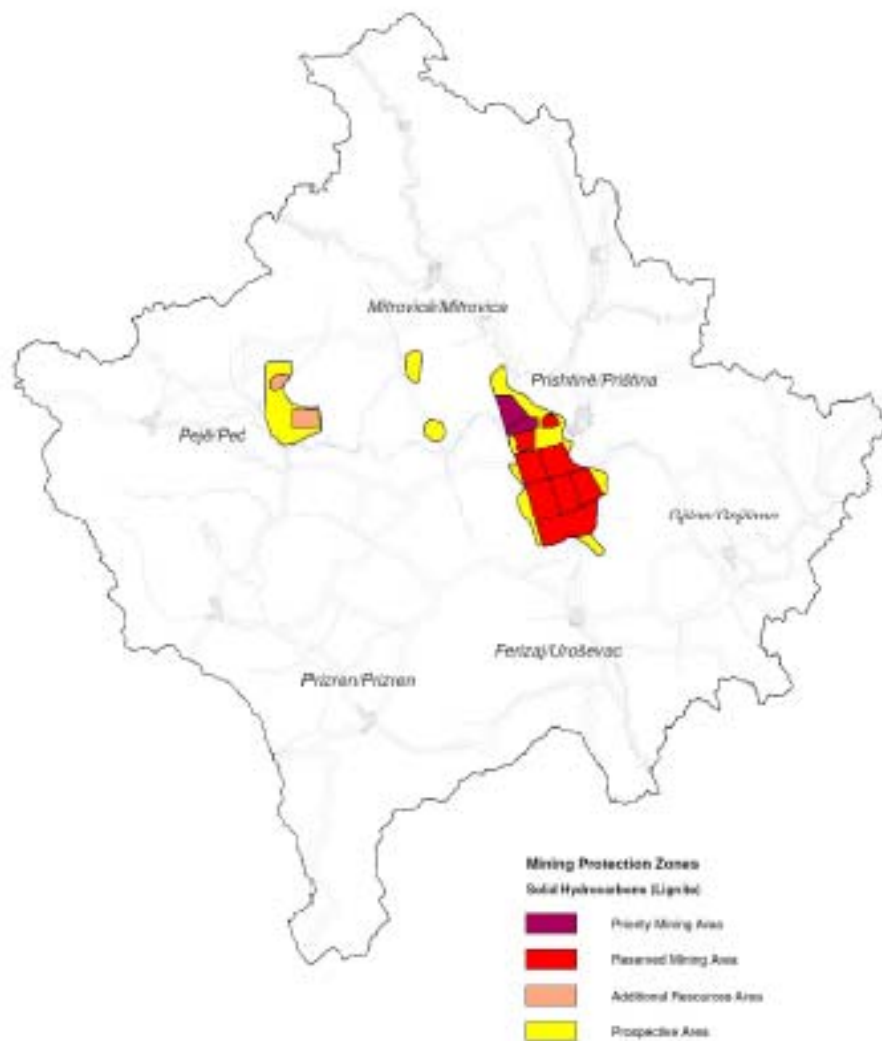 Mitrovicë/Mitrovica
Prishtinë/Priština
Pejë/Peć
Ferizaj/Uroševac
Prizren/Prizren
Mining Protection Zones
Solid Hydrocarbons (Lignite)
Priority Mining Area
Reserved Mining Area
Additional Resources Area
Prospective Area